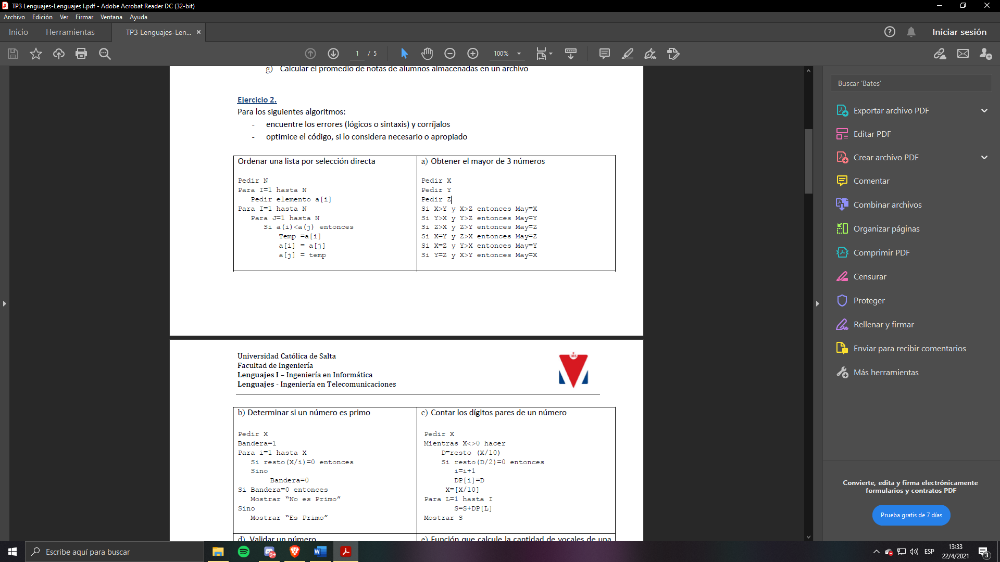 TP3 Lenguajes-Lenguajes I.pdf - Adobe Acrobat Reader DC (32-bit)
Archivo Edición Ver Firmar Ventana Ayuda
Inicio Herramientas TP3 Lenguajes-Len... × Iniciar sesión
1 / 5 100%
g) Calcular el promedio de notas de alumnos almacenadas en un archivo
Ejercicio 2.
Para los siguientes algoritmos:
- encuentre los errores (lógicos o sintaxis) y corríjalos
- optimice el código, si lo considera necesario o apropiado
Ordenar una lista por selección directa
Pedir N
Para I=1 hasta N
Pedir elemento a[i]
Para I=1 hasta N
Para J=1 hasta N
Si a(i)<a(j) entonces
Temp =a[i]
a[i] = a[j]
a[j] = temp
a) Obtener el mayor de 3 números
Pedir X
Pedir Y
Pedir Z
Si X>Y y X>Z entonces May=X
Si Y>X y Y>Z entonces May=Y
Si Z>X y Z>Y entonces May=Z
Si X=Y y Z>X entonces May=Z
Si X=Z y Y>X entonces May=Y
Si Y=Z y X>Y entonces May=X
Universidad Católica de Salta
Facultad de Ingeniería
Lenguajes I – Ingeniería en Informática
Lenguajes - Ingeniería en Telecomunicaciones
b) Determinar si un número es primo
Pedir X
Bandera=1
Para i=1 hasta X
Si resto(X/i)=0 entonces
Sino
Bandera=0
Si Bandera=0 entonces
Mostrar “No es Primo”
Sino
Mostrar “Es Primo”
c) Contar los dígitos pares de un número
Pedir X
Mientras X<>0 hacer
D=resto (X/10)
Si resto(D/2)=0 entonces
i=i+1
DP[i]=D
X=[X/10]
Para L=1 hasta I
S=S+DP[L]
Mostrar S
d) Validar un número
e) Función que calcule la cantidad de vocales de una
Buscar 'Bates'
Exportar archivo PDF
Editar PDF
Crear archivo PDF
Comentar
Combinar archivos
Organizar páginas
Comprimir PDF
Censurar
Proteger
Rellenar y firmar
Enviar para recibir comentarios
Más herramientas
Convierte, edita y firma electrónicamente
formularios y contratos PDF
Prueba gratis de 7 días
Escribe aquí para buscar
9+
ESP
13:33
22/4/2021
3